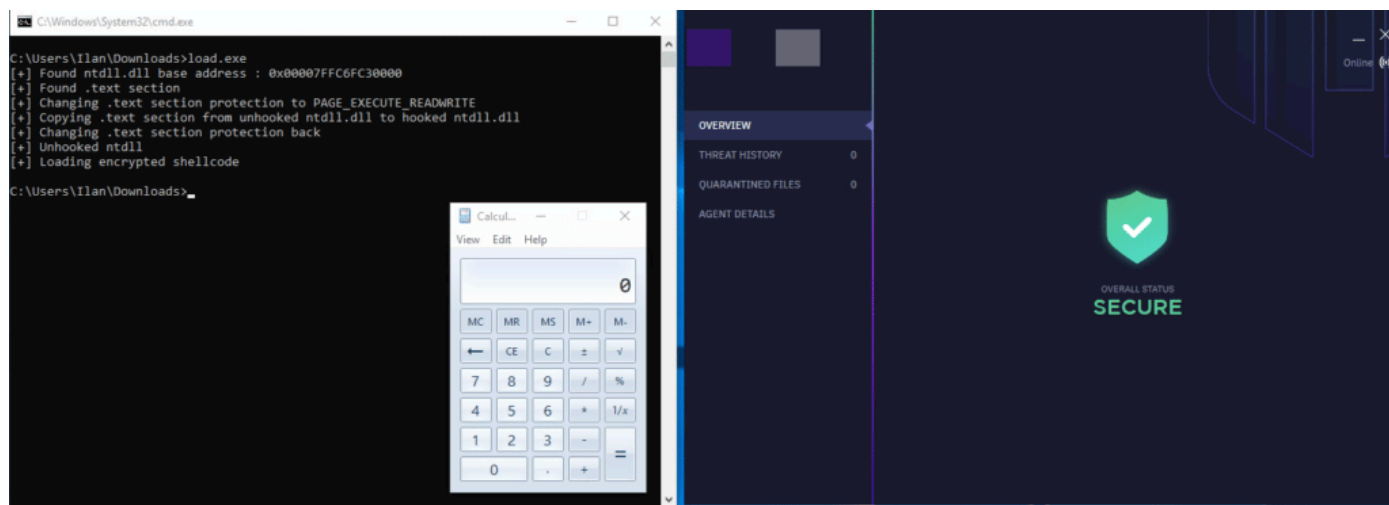 C:\Windows\System32\cmd.exe
C:\Users\Ilan\Downloads>load.exe
[+] Found ntdll.dll base address : 0x00007FFC6FC30000
[+] Found .text section
[+] Changing .text section protection to PAGE_EXECUTE_READWRITE
[+] Copying .text section from unhooked ntdll.dll to hooked ntdll.dll
[+] Changing .text section protection back
[+] Unhooked ntdll
[+] Loading encrypted shellcode
C:\Users\Ilan\Downloads>
Calcul...
View Edit Help
0
MC MR MS M+ M-
← CE C ± √
7 8 9 / %
4 5 6 * 1/x
1 2 3 - =
0 . +
Online
OVERVIEW
THREAT HISTORY 0
QUARANTINED FILES 0
AGENT DETAILS
OVERALL STATUS
SECURE